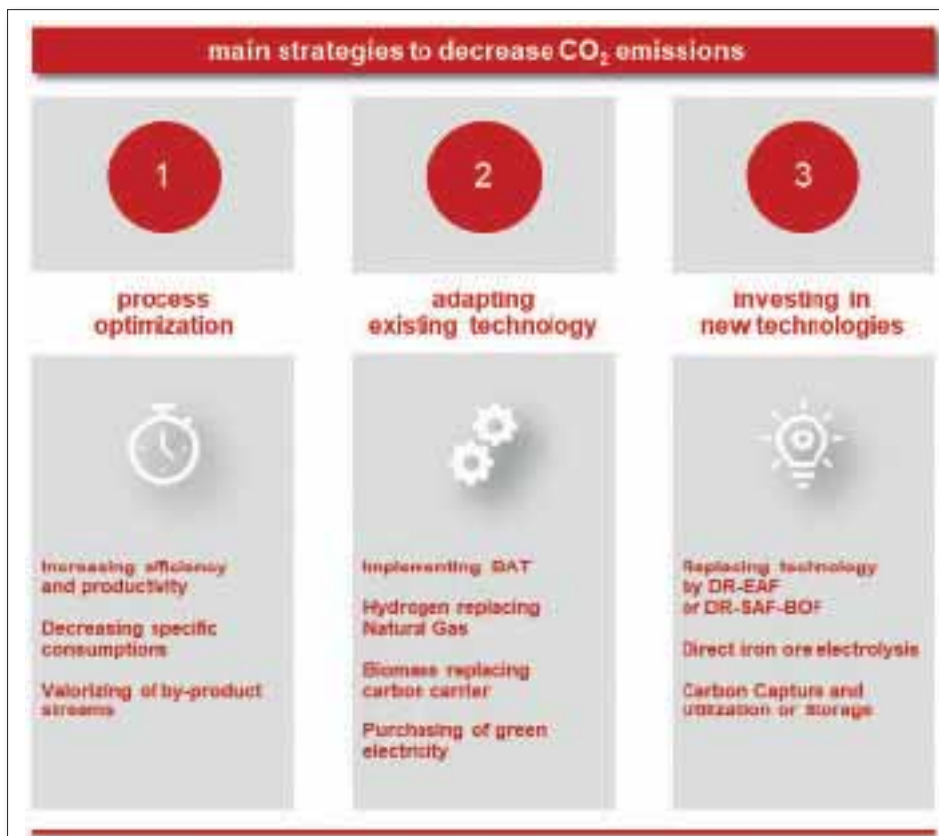 main strategies to decrease CO₂ emissions
1
process
optimization
Increasing efficiency
and productivity
Decreasing specific
consumptions
Valorizing of by-product
streams
2
adapting
existing technology
Implementing BAT
Hydrogen replacing
Natural Gas
Biomass replacing
carbon carrier
Purchasing of green
electricity
3
investing in
new technologies
Replacing technology
by DR-EAF
or DR-SAF-BOF
Direct iron ore electrolysis
Carbon Capture and
Utilization or Storage